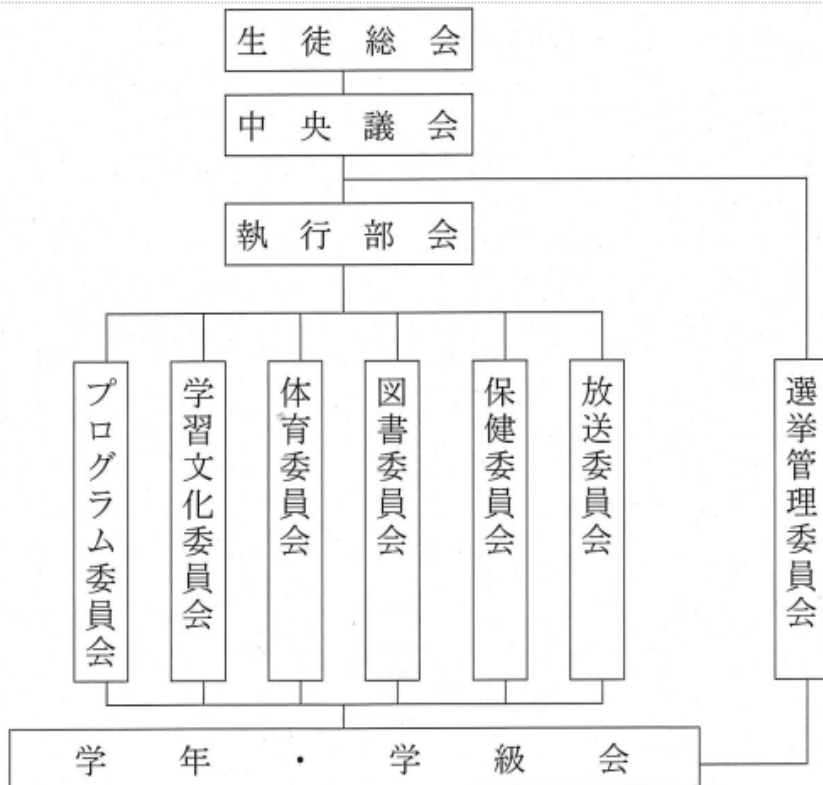 生徒総会
中央議会
執行部会
プログラム委員会
学習文化委員会
体育委員会
図書委員会
保健委員会
放送委員会
選挙管理委員会
学年・学級会